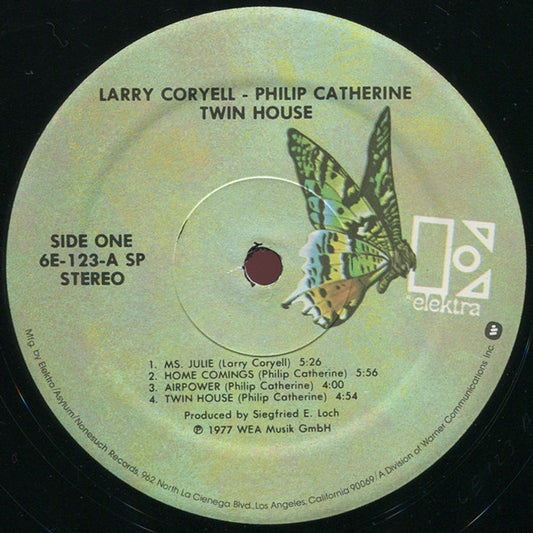 LARRY CORYELL - PHILIP CATHERINE
TWIN HOUSE
SIDE ONE
6E-123-A SP
STEREO
elektra
1. MS. JULIE (Larry Coryell) 5:26
2. HOME COMINGS (Philip Catherine) 5:56
3. AIRPOWER (Philip Catherine) 4:00
4. TWIN HOUSE (Philip Catherine) 4:54
Produced by Siegfried E. Loch
℗ 1977 WEA Musik GmbH
Mfg. by Elektra/Asylum/Nonesuch Records, 962 North La Cienega Blvd., Los Angeles, California 90069/A Division of Warner Communications Inc.